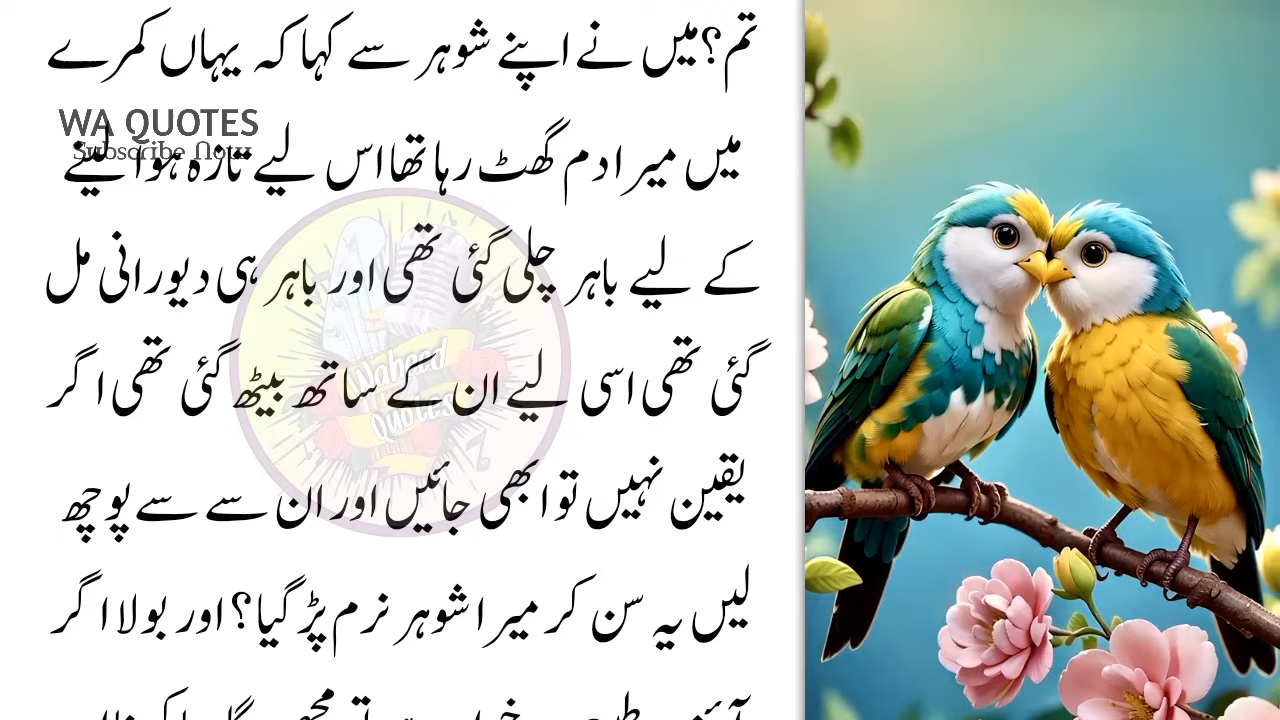 تم؟میں نے اپنے شوہر سے کہا کہ یہاں کمرے
WA QUOTES
Subscribe Now
میں میرا دم گھٹ رہا تھا اس لیے تازہ ہوا لینے
کے لیے باہر چلی گئی تھی اور باہر ہی دیورانی مل
گئی تھی اسی لیے ان کے ساتھ بیٹھ گئی تھی اگر
Waheed
Quotes
یقین نہیں تو ابھی جائیں اور ان سے سے پوچھ
لیں یہ سن کر میرا شوہر نرم پڑ گیا؟ اور بولا اگر